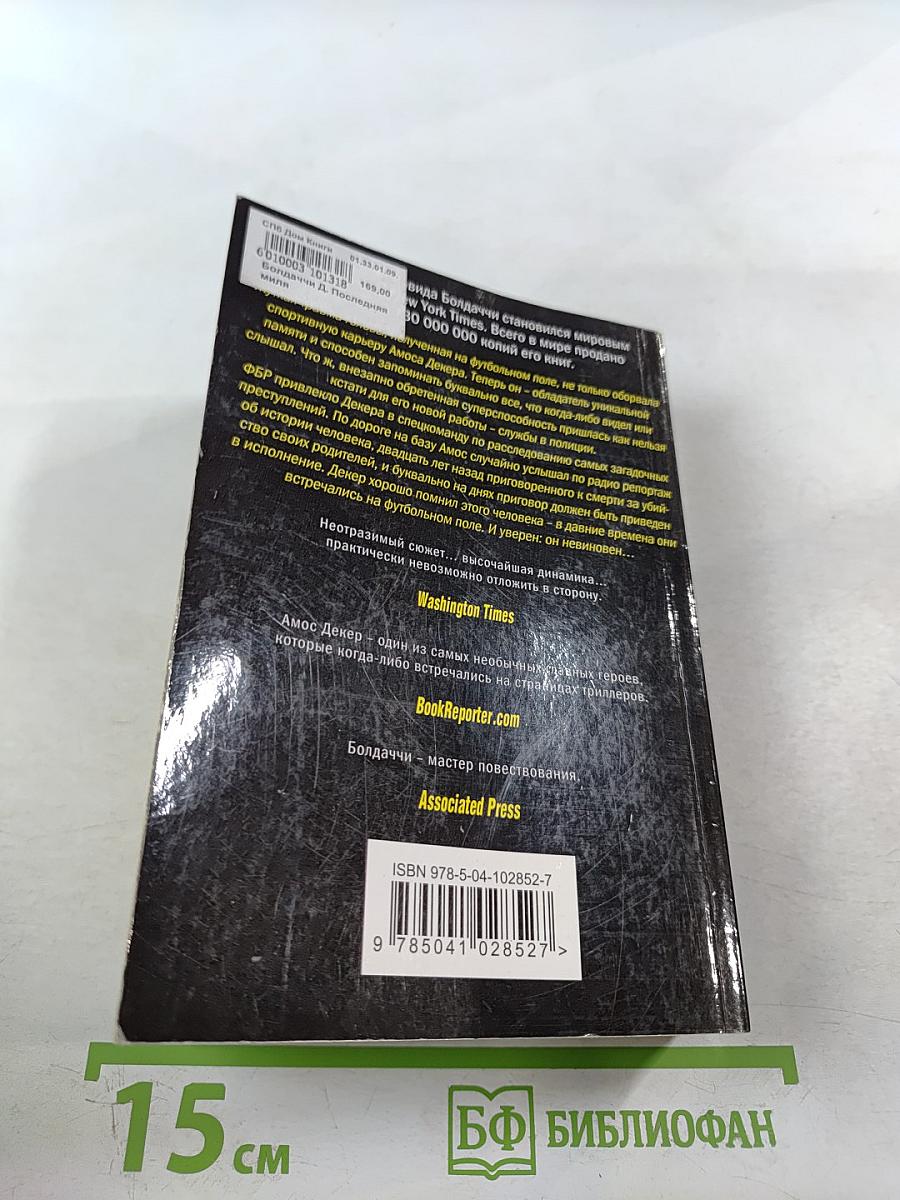 СПб Дом Книги
01.33.01.09.
6010003 101318
169,00
Болдаччи Д. Последняя
миля
вида Болдаччи становился мировым
ew York Times. Всего в мире продано
30 000 000 копий его книг.
полученная на футбольном поле, не только оборвала
спортивную карьеру Амоса Декера. Теперь он – обладатель уникальной
памяти и способен запоминать буквально все, что когда-либо видел или
слышал. Что ж, внезапно обретенная суперспособность пришлась как нельзя
кстати для его новой работы – службы в полиции.
ФБР привлекло Декера в спецкоманду по расследованию самых загадочных
преступлений. По дороге на базу Амос случайно услышал по радио репортаж
об истории человека, двадцать лет назад приговоренного к смерти за убий-
ство своих родителей, и буквально на днях приговор должен быть приведен
в исполнение. Декер хорошо помнил этого человека – в давние времена они
встречались на футбольном поле. И уверен: он невиновен...
Неотразимый сюжет... высочайшая динамика...
практически невозможно отложить в сторону.
Washington Times
Амос Декер – один из самых необычных главных героев,
которые когда-либо встречались на страницах триллеров.
BookReporter.com
Болдаччи – мастер повествования.
Associated Press
ISBN 978-5-04-102852-7
9 785041 028527 >
15 см
БФ БИБЛИОФАН